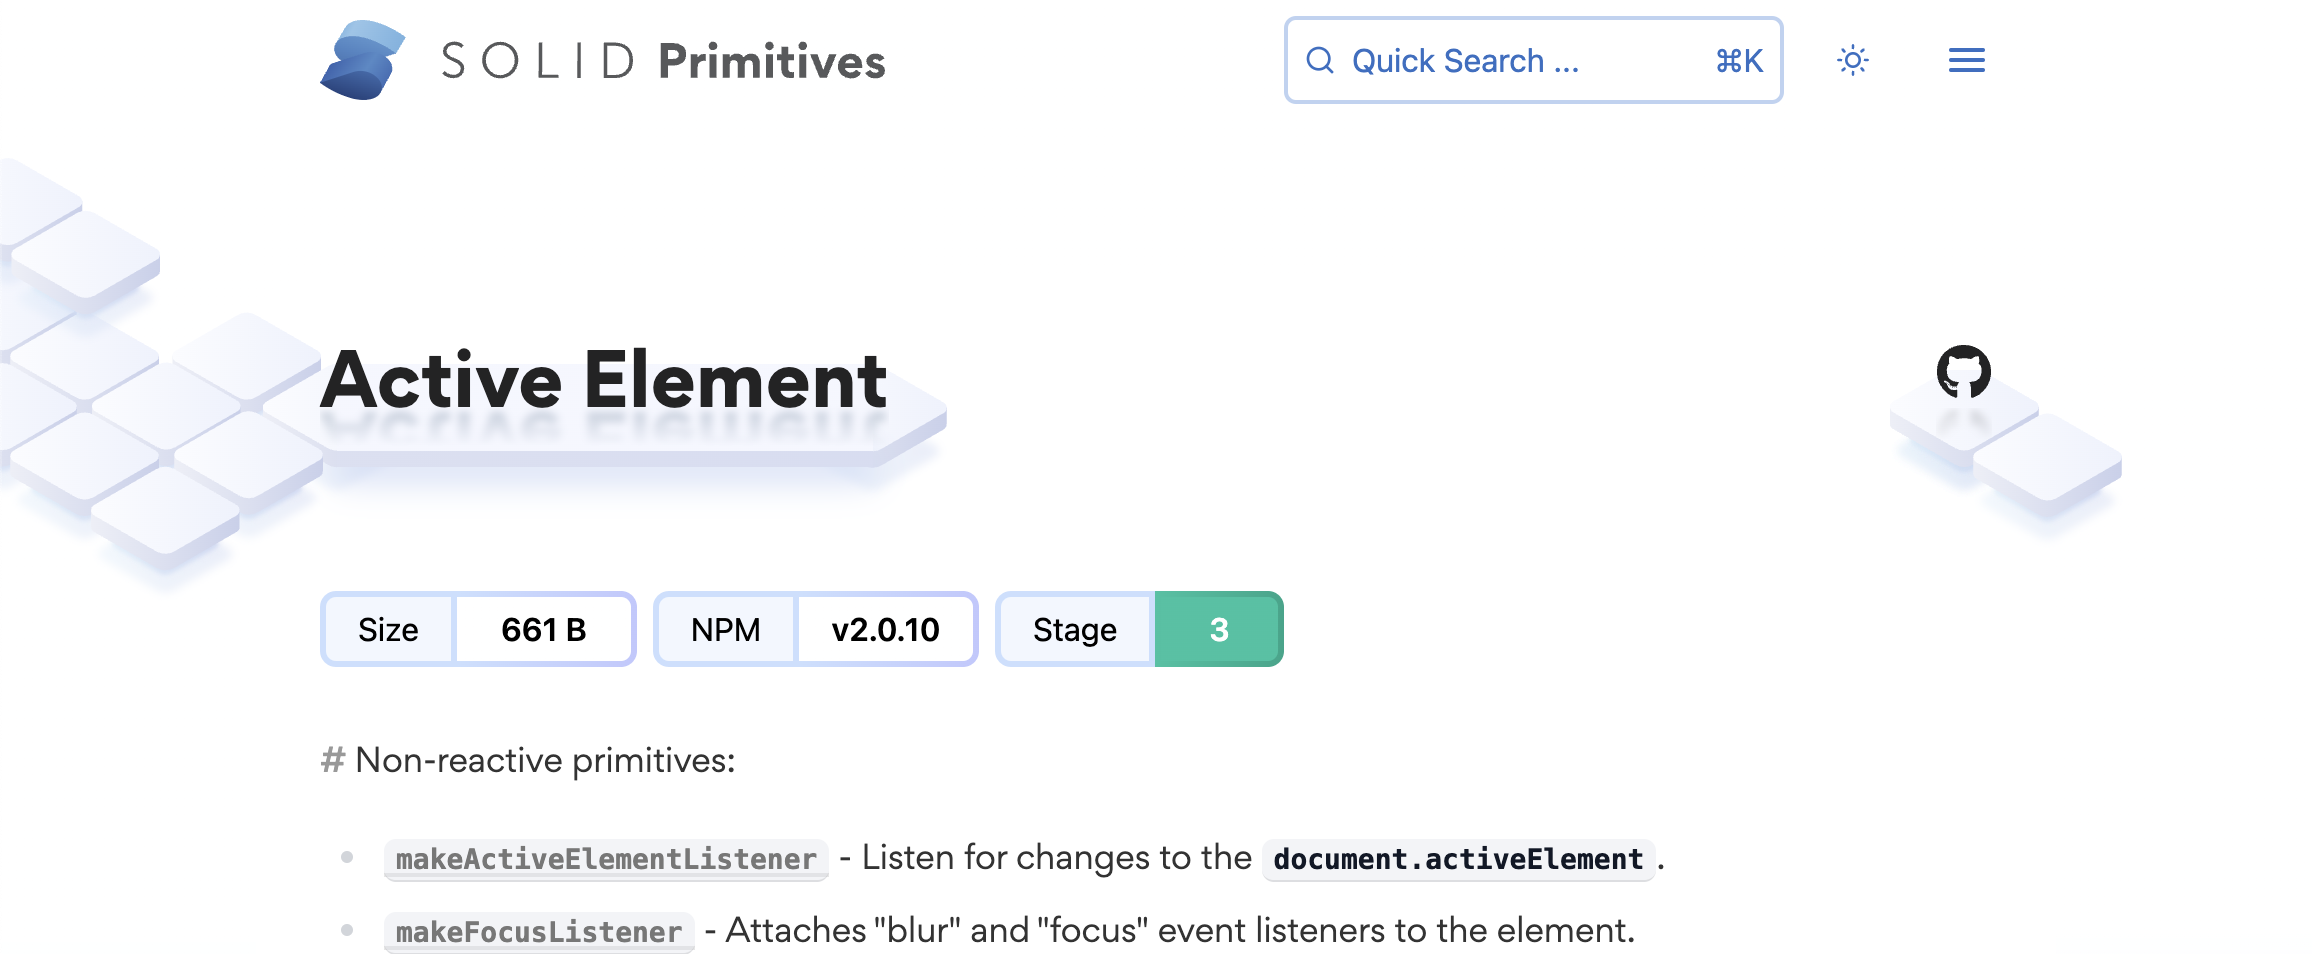 SOLID Primitives
Quick Search ... ⌘K
Active Element
Size 661 B
NPM v2.0.10
Stage 3
# Non-reactive primitives:
• makeActiveElementListener - Listen for changes to the document.activeElement.
• makeFocusListener - Attaches "blur" and "focus" event listeners to the element.